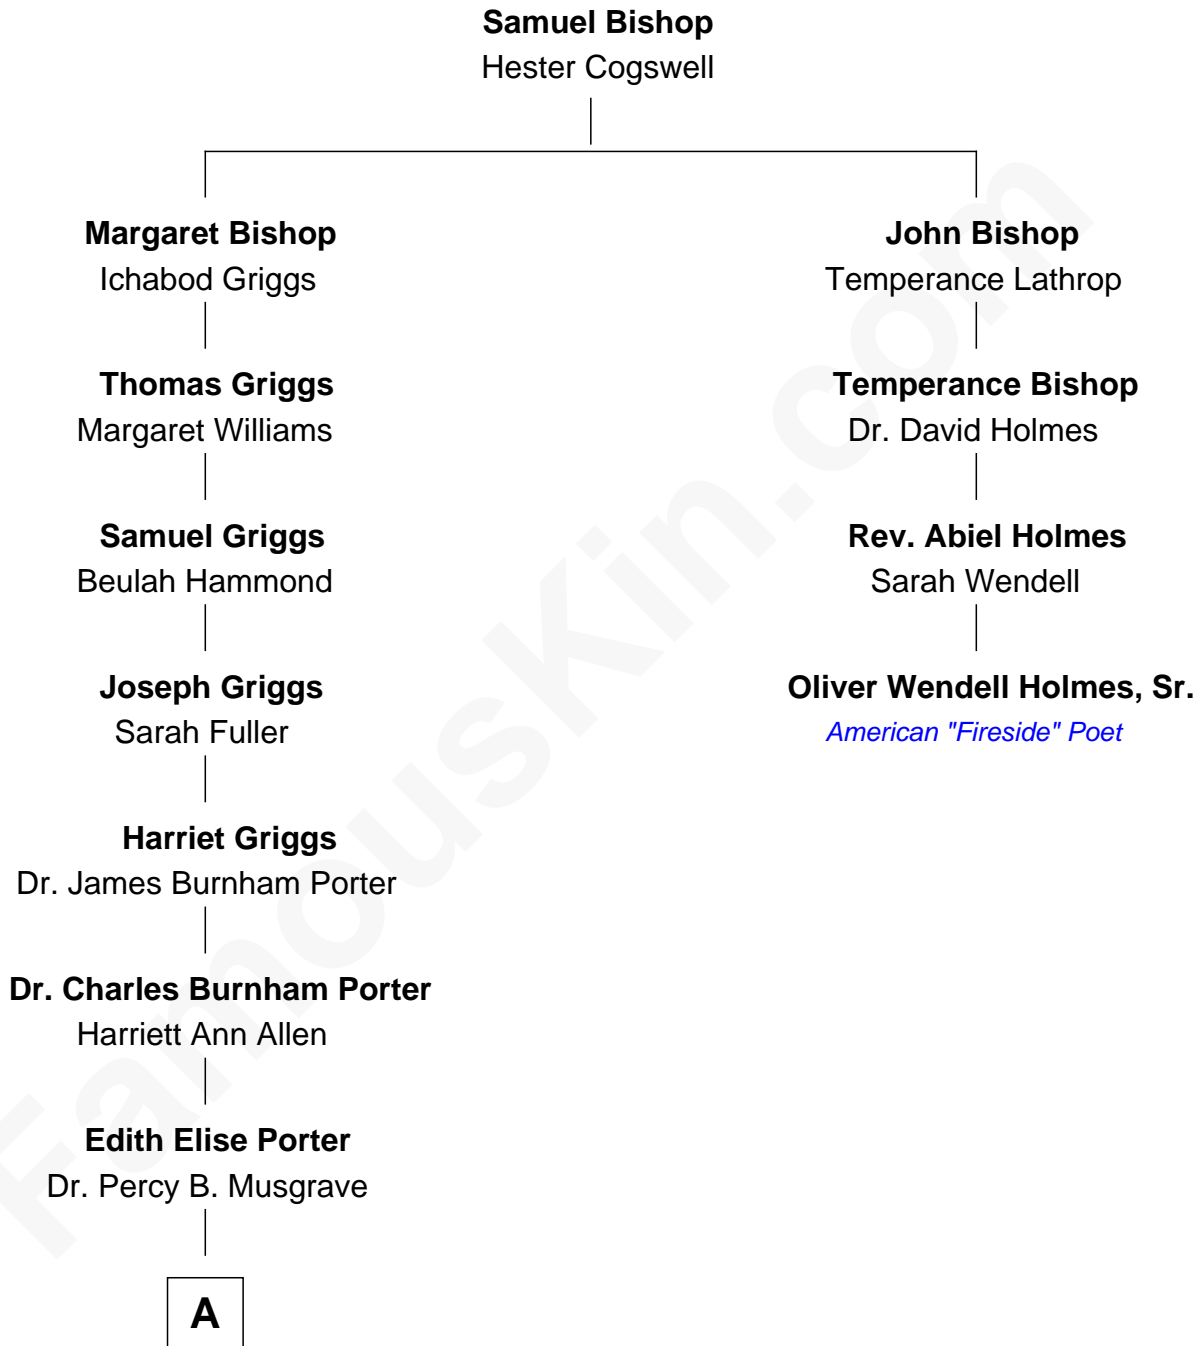 Samuel Bishop
Hester Cogswell
Margaret Bishop
Ichabod Griggs
John Bishop
Temperance Lathrop
Thomas Griggs
Margaret Williams
Temperance Bishop
Dr. David Holmes
Samuel Griggs
Beulah Hammond
Rev. Abiel Holmes
Sarah Wendell
Joseph Griggs
Sarah Fuller
Oliver Wendell Holmes, Sr.
American "Fireside" Poet
Harriet Griggs
Dr. James Burnham Porter
Dr. Charles Burnham Porter
Harriett Ann Allen
Edith Elise Porter
Dr. Percy B. Musgrave
A
FamousKin.com